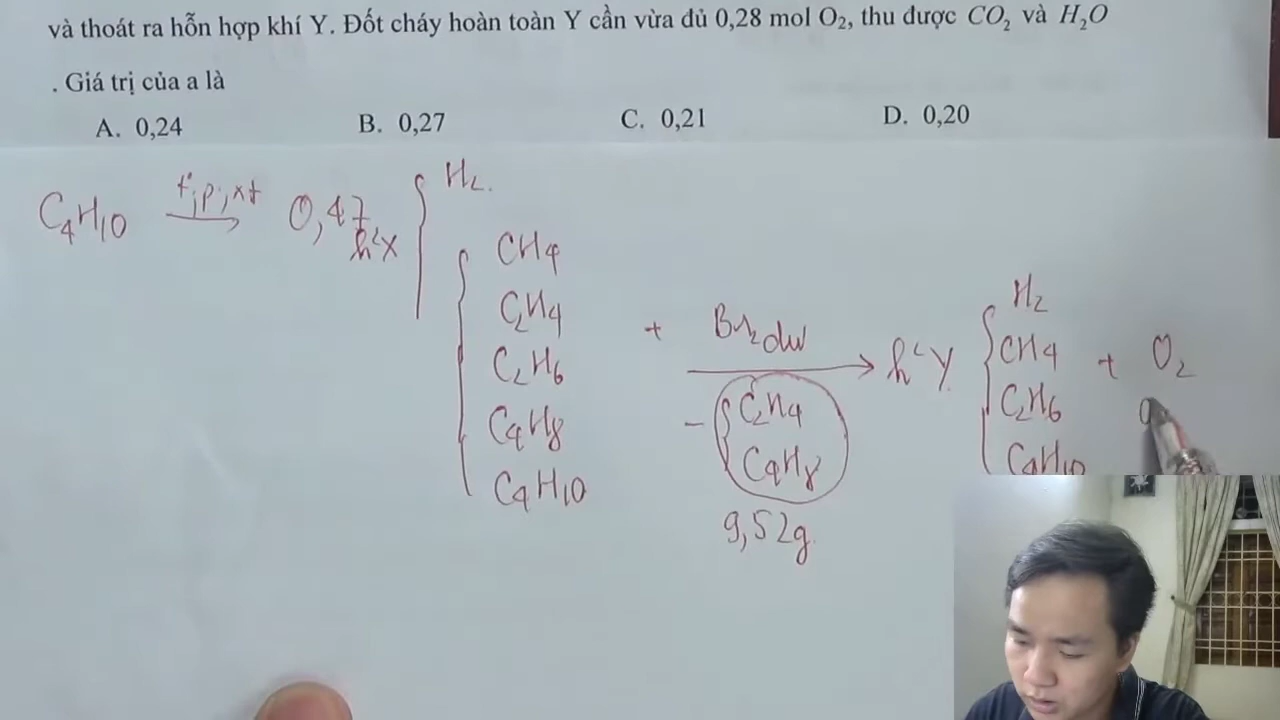 và thoát ra hỗn hợp khí Y. Đốt cháy hoàn toàn Y cần vừa đủ 0,28 mol O₂, thu được CO₂ và H₂O
. Giá trị của a là
A. 0,24 B. 0,27 C. 0,21 D. 0,20
C₄H₁₀ t°,p,xt 0,47 h²X
H₂
CH₄
C₂H₄
C₂H₆
C₄H₈
C₄H₁₀
+ Br₂ dw
- C₂H₄
C₄H₈
9,52g
h²Y
H₂
CH₄
C₂H₆
C₄H₁₀
+ O₂